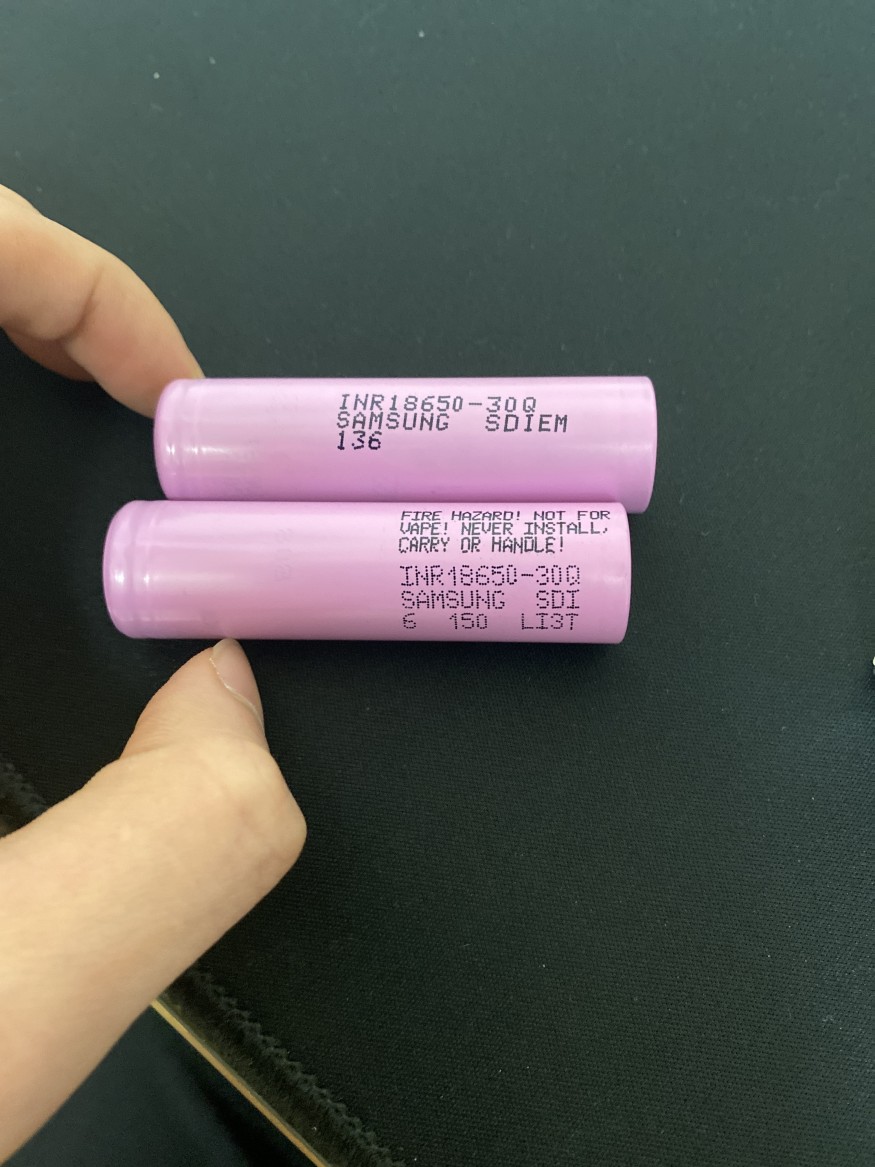 INR18650-30Q
SAMSUNG SDIEM
136
FIRE HAZARD! NOT FOR
VAPE! NEVER INSTALL,
CARRY OR HANDLE!
INR18650-30Q
SAMSUNG SDI
6 150 LI3T